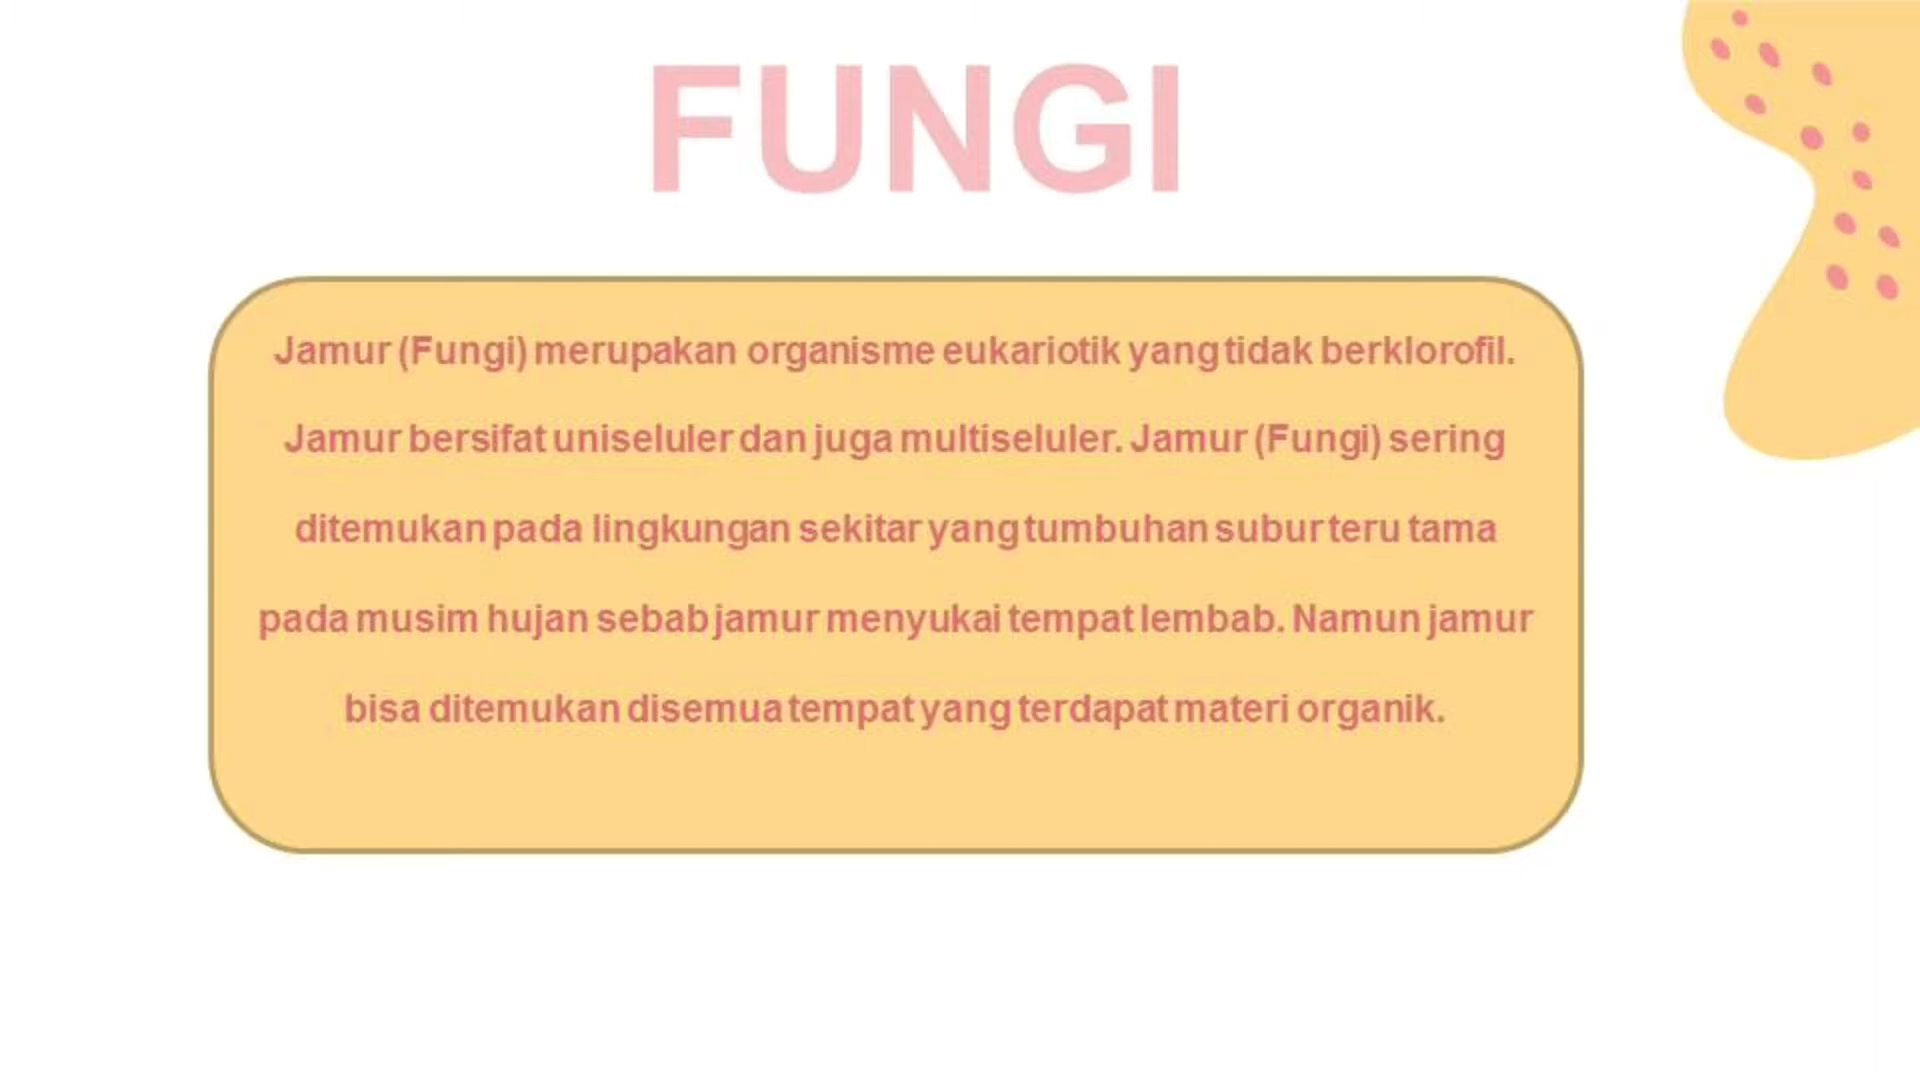 FUNGI
Jamur (Fungi) merupakan organisme eukariotik yang tidak berklorofil.
Jamur bersifat uniseluler dan juga multiseluler. Jamur (Fungi) sering
ditemukan pada lingkungan sekitar yang tumbuhan subur teru tama
pada musim hujan sebab jamur menyukai tempat lembab. Namun jamur
bisa ditemukan disemua tempat yang terdapat materi organik.